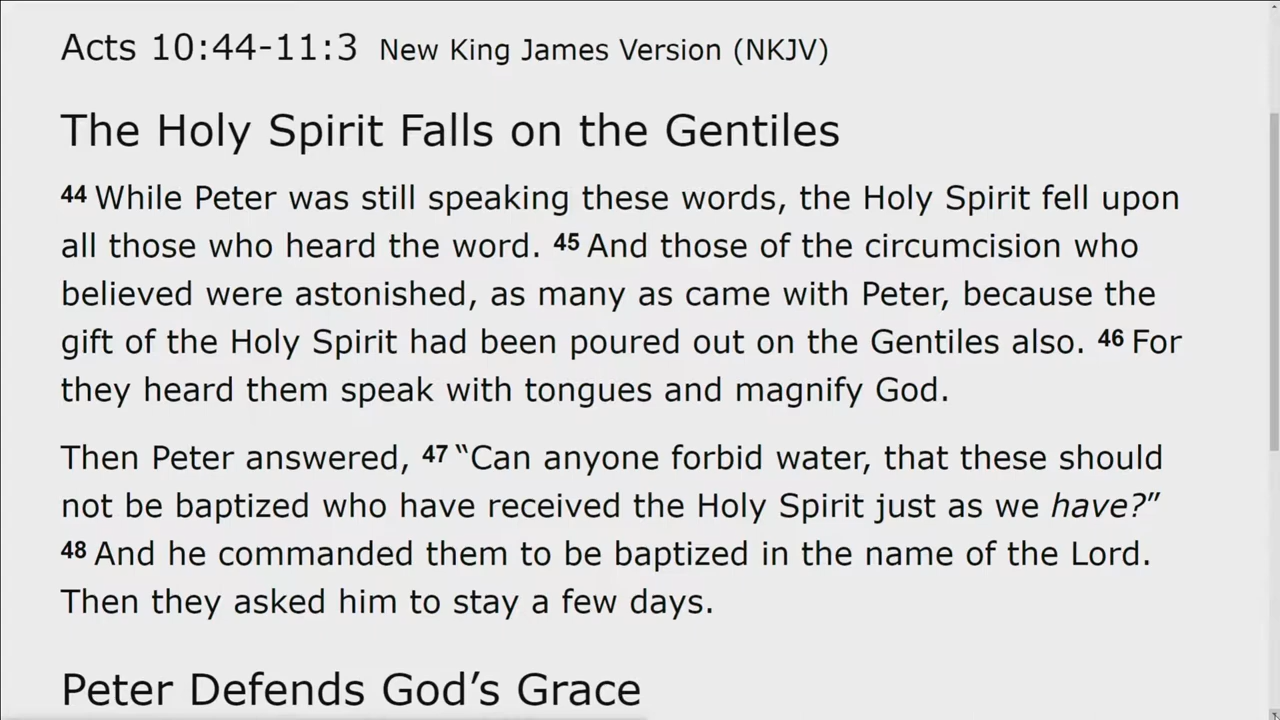 Acts 10:44-11:3 New King James Version (NKJV)
The Holy Spirit Falls on the Gentiles
44 While Peter was still speaking these words, the Holy Spirit fell upon
all those who heard the word. 45 And those of the circumcision who
believed were astonished, as many as came with Peter, because the
gift of the Holy Spirit had been poured out on the Gentiles also. 46 For
they heard them speak with tongues and magnify God.
Then Peter answered, 47 “Can anyone forbid water, that these should
not be baptized who have received the Holy Spirit just as we have?”
48 And he commanded them to be baptized in the name of the Lord.
Then they asked him to stay a few days.
Peter Defends God’s Grace